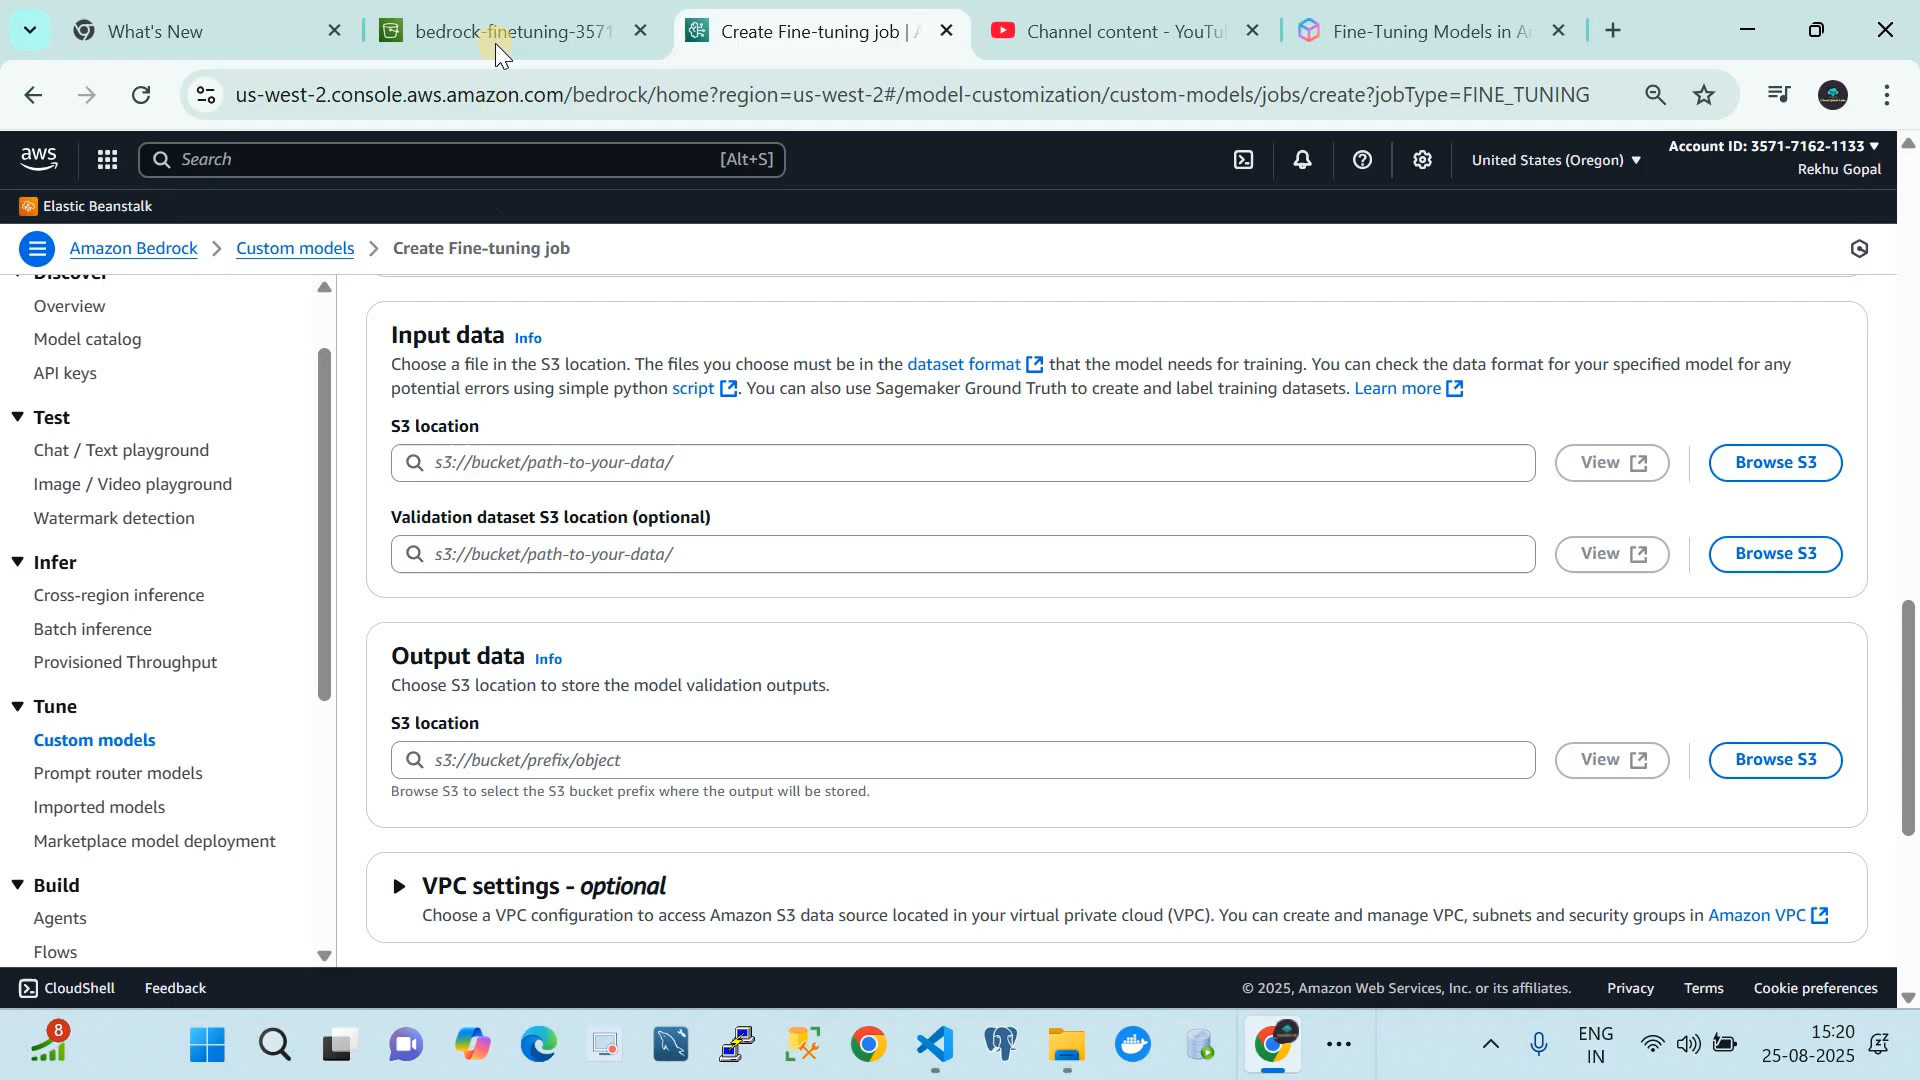 What's New
bedrock-finetuning-3571
Create Fine-tuning job |
Channel content - YouTu
Fine-Tuning Models in A
us-west-2.console.aws.amazon.com/bedrock/home?region=us-west-2#/model-customization/custom-models/jobs/create?jobType=FINE_TUNING
aws
Search
[Alt+S]
United States (Oregon)
Account ID: 3571-7162-1133
Rekhu Gopal
Elastic Beanstalk
Amazon Bedrock
Custom models
Create Fine-tuning job
Discover
Overview
Model catalog
API keys
Test
Chat / Text playground
Image / Video playground
Watermark detection
Infer
Cross-region inference
Batch inference
Provisioned Throughput
Tune
Custom models
Prompt router models
Imported models
Marketplace model deployment
Build
Agents
Flows
Input data Info
Choose a file in the S3 location. The files you choose must be in the dataset format that the model needs for training. You can check the data format for your specified model for any
potential errors using simple python script . You can also use Sagemaker Ground Truth to create and label training datasets. Learn more
S3 location
s3://bucket/path-to-your-data/
View
Browse S3
Validation dataset S3 location (optional)
s3://bucket/path-to-your-data/
View
Browse S3
Output data Info
Choose S3 location to store the model validation outputs.
S3 location
s3://bucket/prefix/object
View
Browse S3
Browse S3 to select the S3 bucket prefix where the output will be stored.
VPC settings - optional
Choose a VPC configuration to access Amazon S3 data source located in your virtual private cloud (VPC). You can create and manage VPC, subnets and security groups in Amazon VPC
CloudShell
Feedback
© 2025, Amazon Web Services, Inc. or its affiliates.
Privacy
Terms
Cookie preferences
8
ENG
IN
15:20
25-08-2025